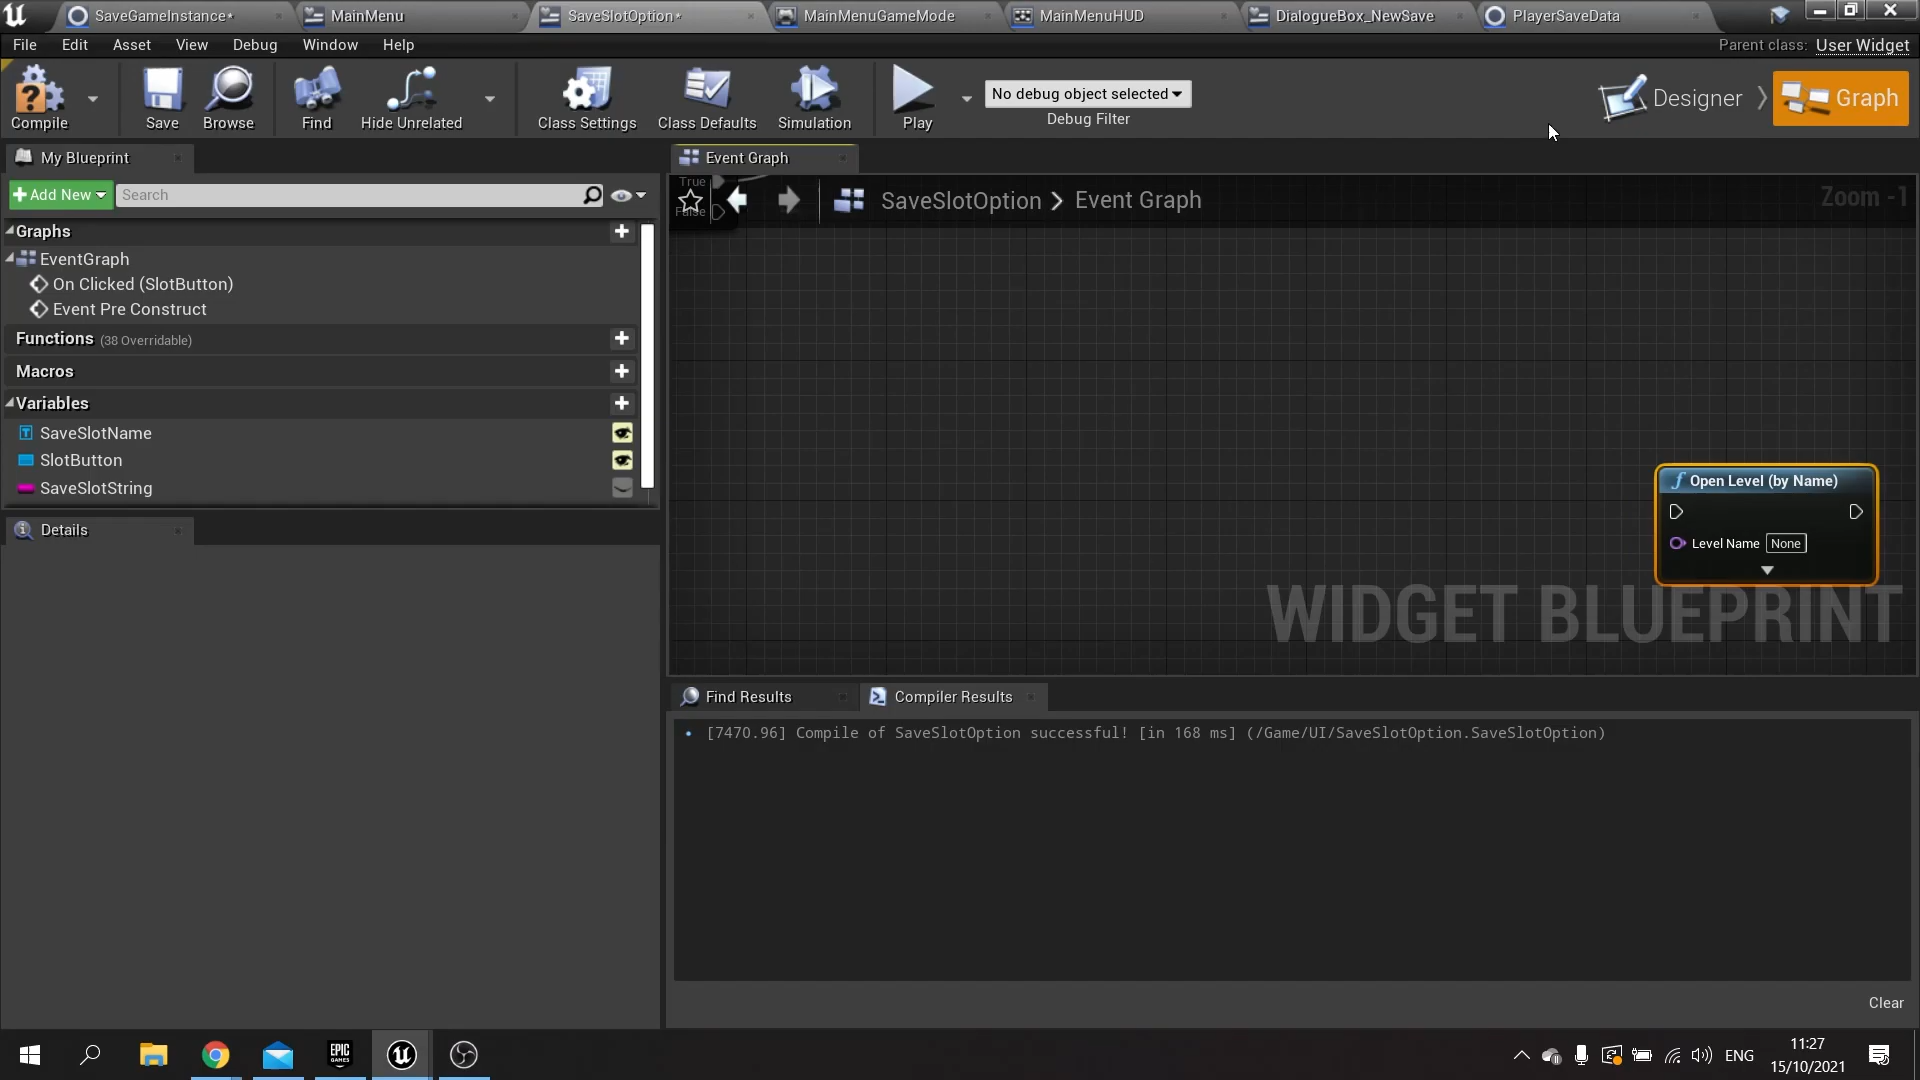 SaveGameInstance*
MainMenu
SaveSlotOption*
MainMenuGameMode
MainMenuHUD
DialogueBox_NewSave
PlayerSaveData
File
Edit
Asset
View
Debug
Window
Help
Parent class:
User Widget
Compile
Save
Browse
Find
Hide Unrelated
Class Settings
Class Defaults
Simulation
Play
No debug object selected
Debug Filter
Designer
Graph
My Blueprint
Add New
Search
Graphs
EventGraph
On Clicked (SlotButton)
Event Pre Construct
Functions (38 Overridable)
Macros
Variables
SaveSlotName
SlotButton
SaveSlotString
Details
Event Graph
True
False
SaveSlotOption > Event Graph
Zoom -1
Open Level (by Name)
Level Name None
WIDGET BLUEPRINT
Find Results
Compiler Results
[7470.96] Compile of SaveSlotOption successful! [in 168 ms] (/Game/UI/SaveSlotOption.SaveSlotOption)
Clear
EPIC
GAMES
ENG
11:27
15/10/2021